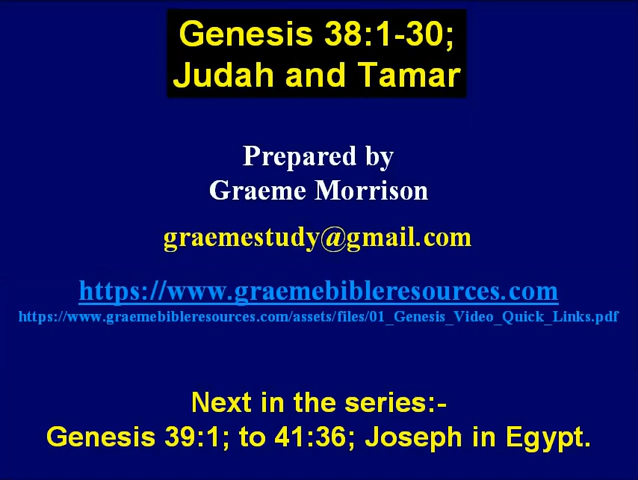 Genesis 38:1-30;
Judah and Tamar
Prepared by
Graeme Morrison
graemestudy@gmail.com
https://www.graemebibleresources.com
https://www.graemebibleresources.com/assets/files/01_Genesis_Video_Quick_Links.pdf
Next in the series:-
Genesis 39:1; to 41:36; Joseph in Egypt.